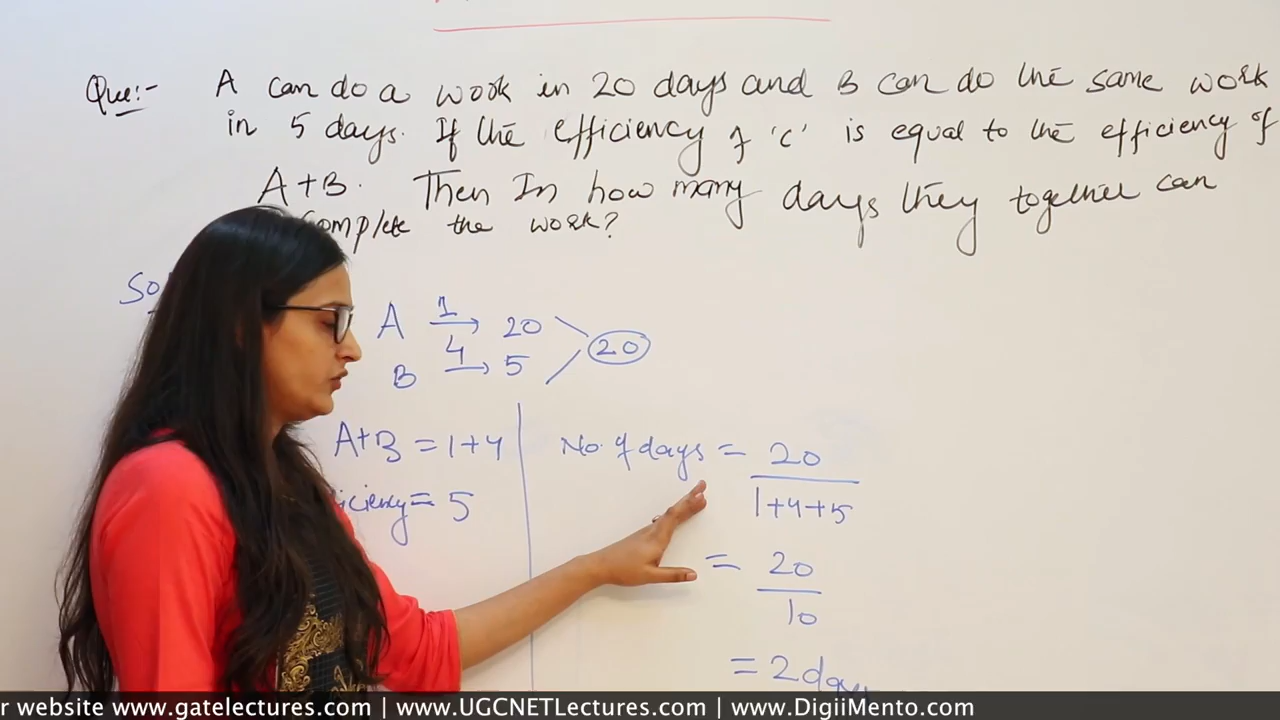 Que:- A can do a work in 20 days and B can do the same work
in 5 days. If the efficiency of 'C' is equal to the efficiency of
A+B. Then In how many days they together can
complete the work?
So
A 1→ 20
20
B 4→ 5
A+B = 1+4
iciency = 5
No. of days = 20
1+4+5
= 20
10
= 2 days
r website www.gatelectures.com | www.UGCNETLectures.com | www.DigiiMento.com